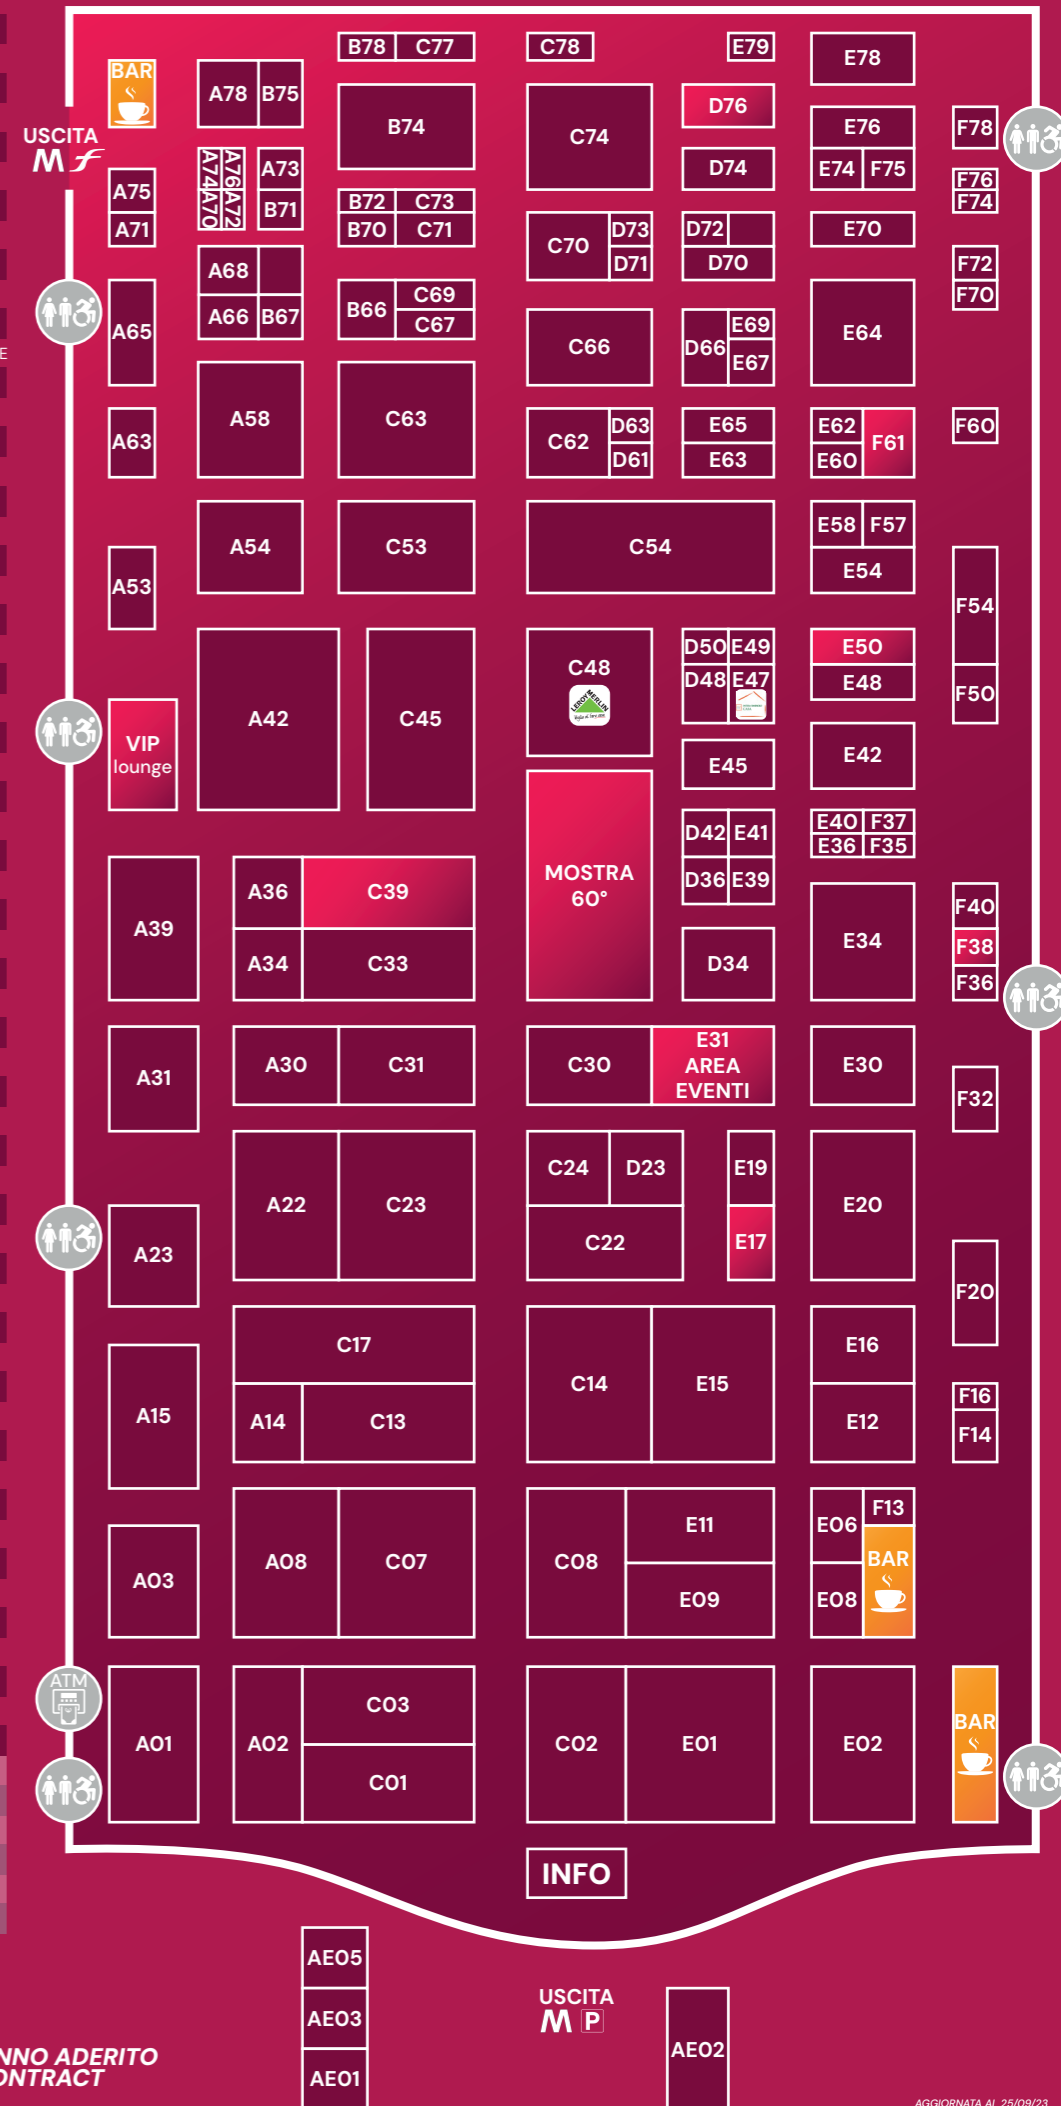 B78 C77 C78 E79 E78
BAR
A78 B75 B74 C74 D76
F78
E76
USCITA
M
A74 A76 A73 D74 E74 F75
A75 F76
A70 A72 B71 B72 C73 F74
A71 B70 C71 C70 D73 D72 E70
A68 D71 D70 F72
A65 B66 C69 E64 F70
A66 B67 C67 C66 D66 E69
E
E67
A63 A58 C63 C62 D63 E65 E62 F61 F60
D61 E63 E60
A54 C53 C54 E58 F57
A53 E54
F54
D50 E49 E50
C48
LEROY MERLIN
D48 E47 E48 F50
A42 C45
VIP
lounge
E45 E42
D42 E41 E40 F37
E36 F35
MOSTRA
60°
A36 C39 D36 E39
A39 F40
E34 F38
A34 C33 D34 F36
A31 A30 C31 C30 E31
AREA
EVENTI
E30
F32
C24 D23 E19
A22 C23 E20
A23 C22 E17
F20
C17 E16
C14 E15
A15 A14 C13 E12 F16
F14
F13
E11 E06
A03 A08 C07 C08 BAR
E09 E08
ATM
C03
A01 A02 C02 E01 E02 BAR
C01
INFO
AE05
USCITA
M P
AE03
AE02
NNO ADERITO
ONTRACT
AE01
AGGIORNATA AL 25/09/23